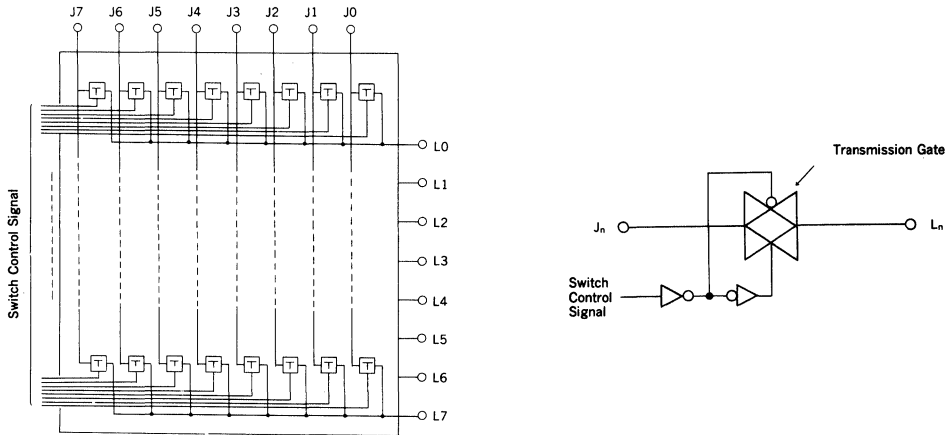 J7 J6 J5 J4 J3 J2 J1 J0
T T T T T T T T
L0
L1
L2
L3
L4
L5
T T T T T T T T
L6
L7
Switch Control Signal
Transmission Gate
Jn
Ln
Switch
Control
Signal